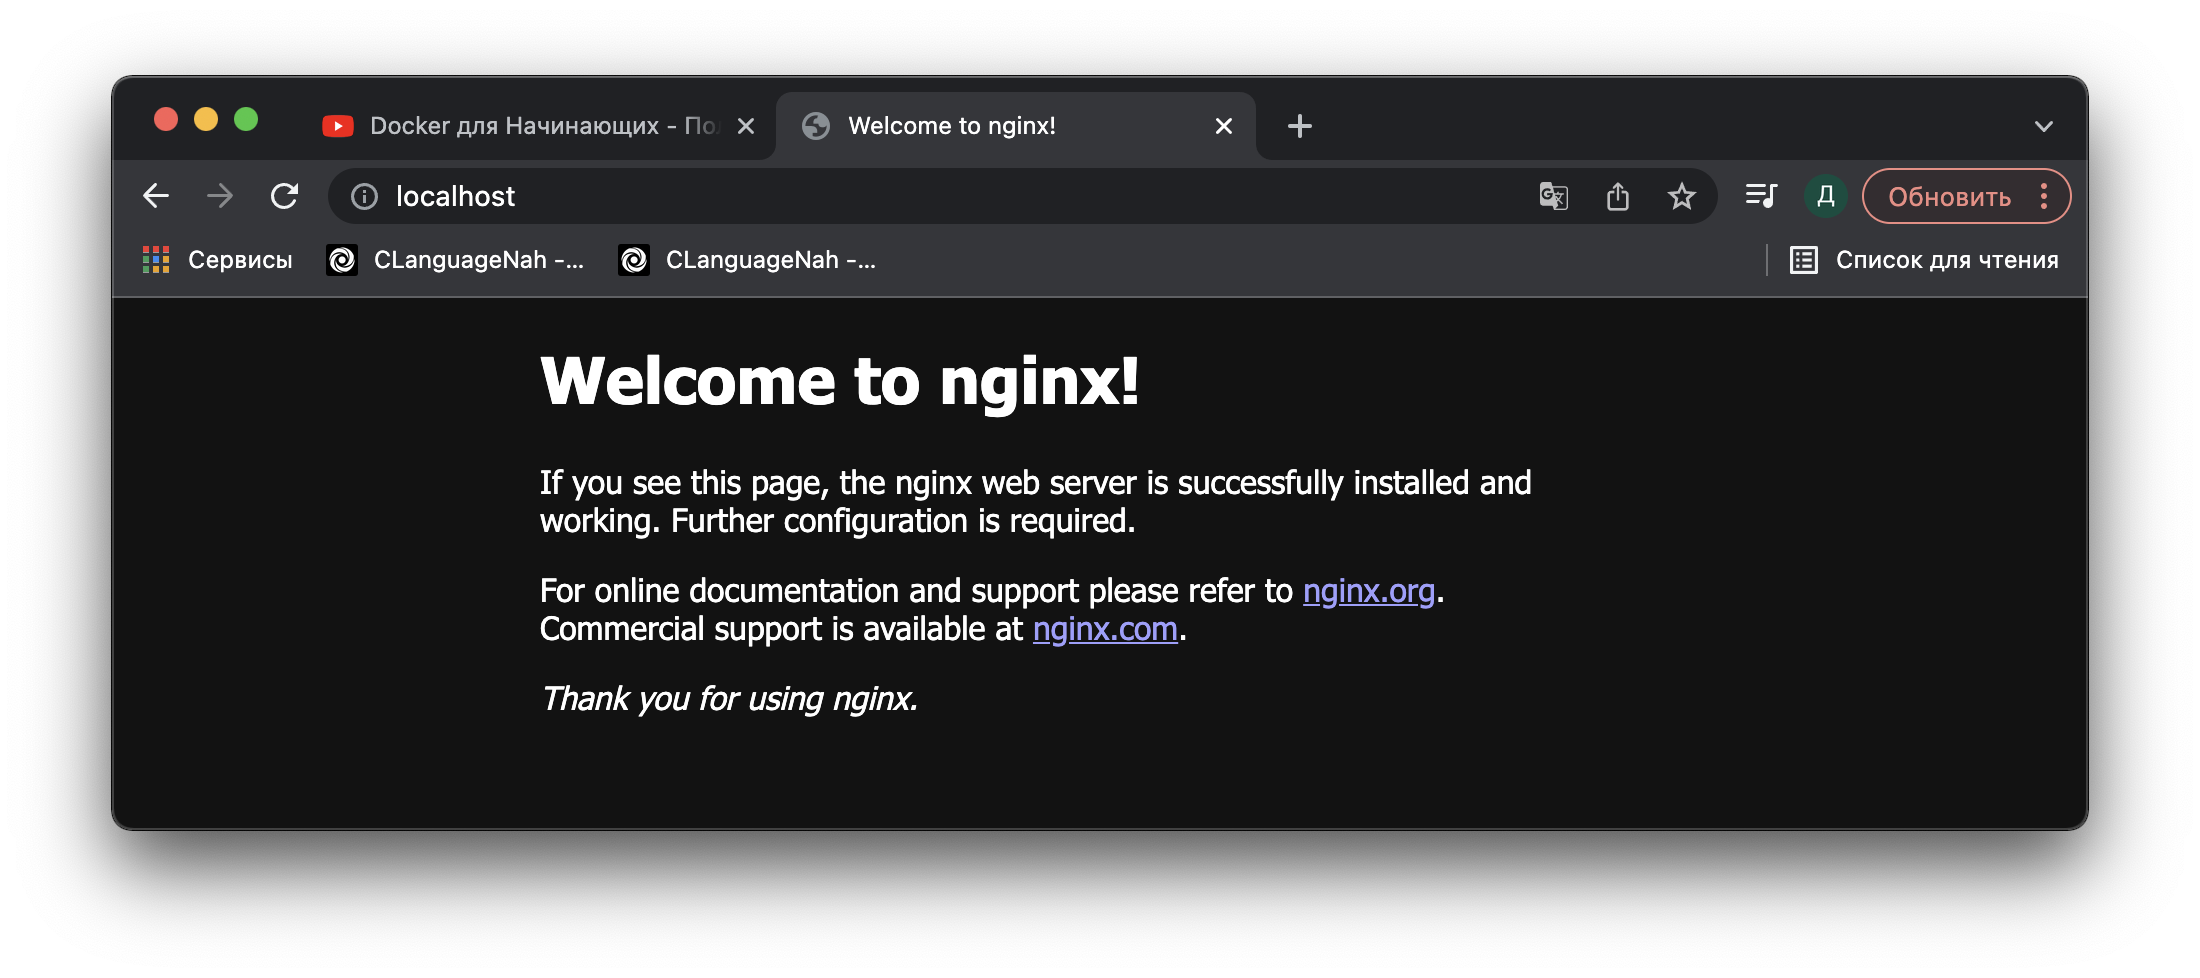 Docker для Начинающих - По
Welcome to nginx!
localhost
Д
Обновить
Сервисы
CLanguageNah -...
CLanguageNah -...
Список для чтения
Welcome to nginx!
If you see this page, the nginx web server is successfully installed and
working. Further configuration is required.
For online documentation and support please refer to nginx.org.
Commercial support is available at nginx.com.
Thank you for using nginx.